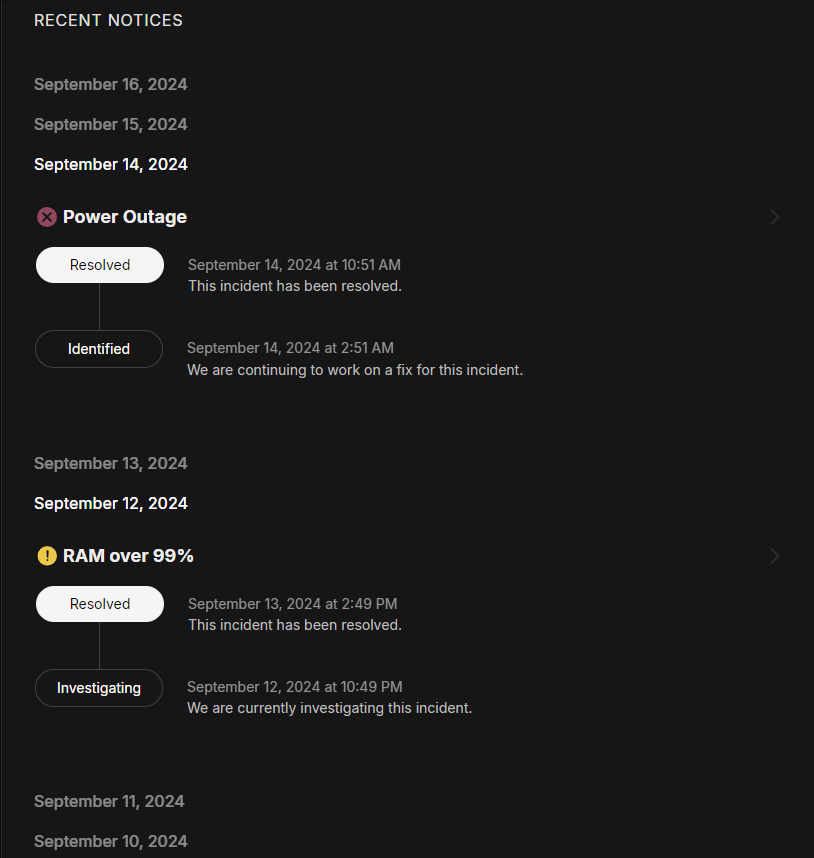 RECENT NOTICES
September 16, 2024
September 15, 2024
September 14, 2024
Power Outage
Resolved
September 14, 2024 at 10:51 AM
This incident has been resolved.
Identified
September 14, 2024 at 2:51 AM
We are continuing to work on a fix for this incident.
September 13, 2024
September 12, 2024
RAM over 99%
Resolved
September 13, 2024 at 2:49 PM
This incident has been resolved.
Investigating
September 12, 2024 at 10:49 PM
We are currently investigating this incident.
September 11, 2024
September 10, 2024